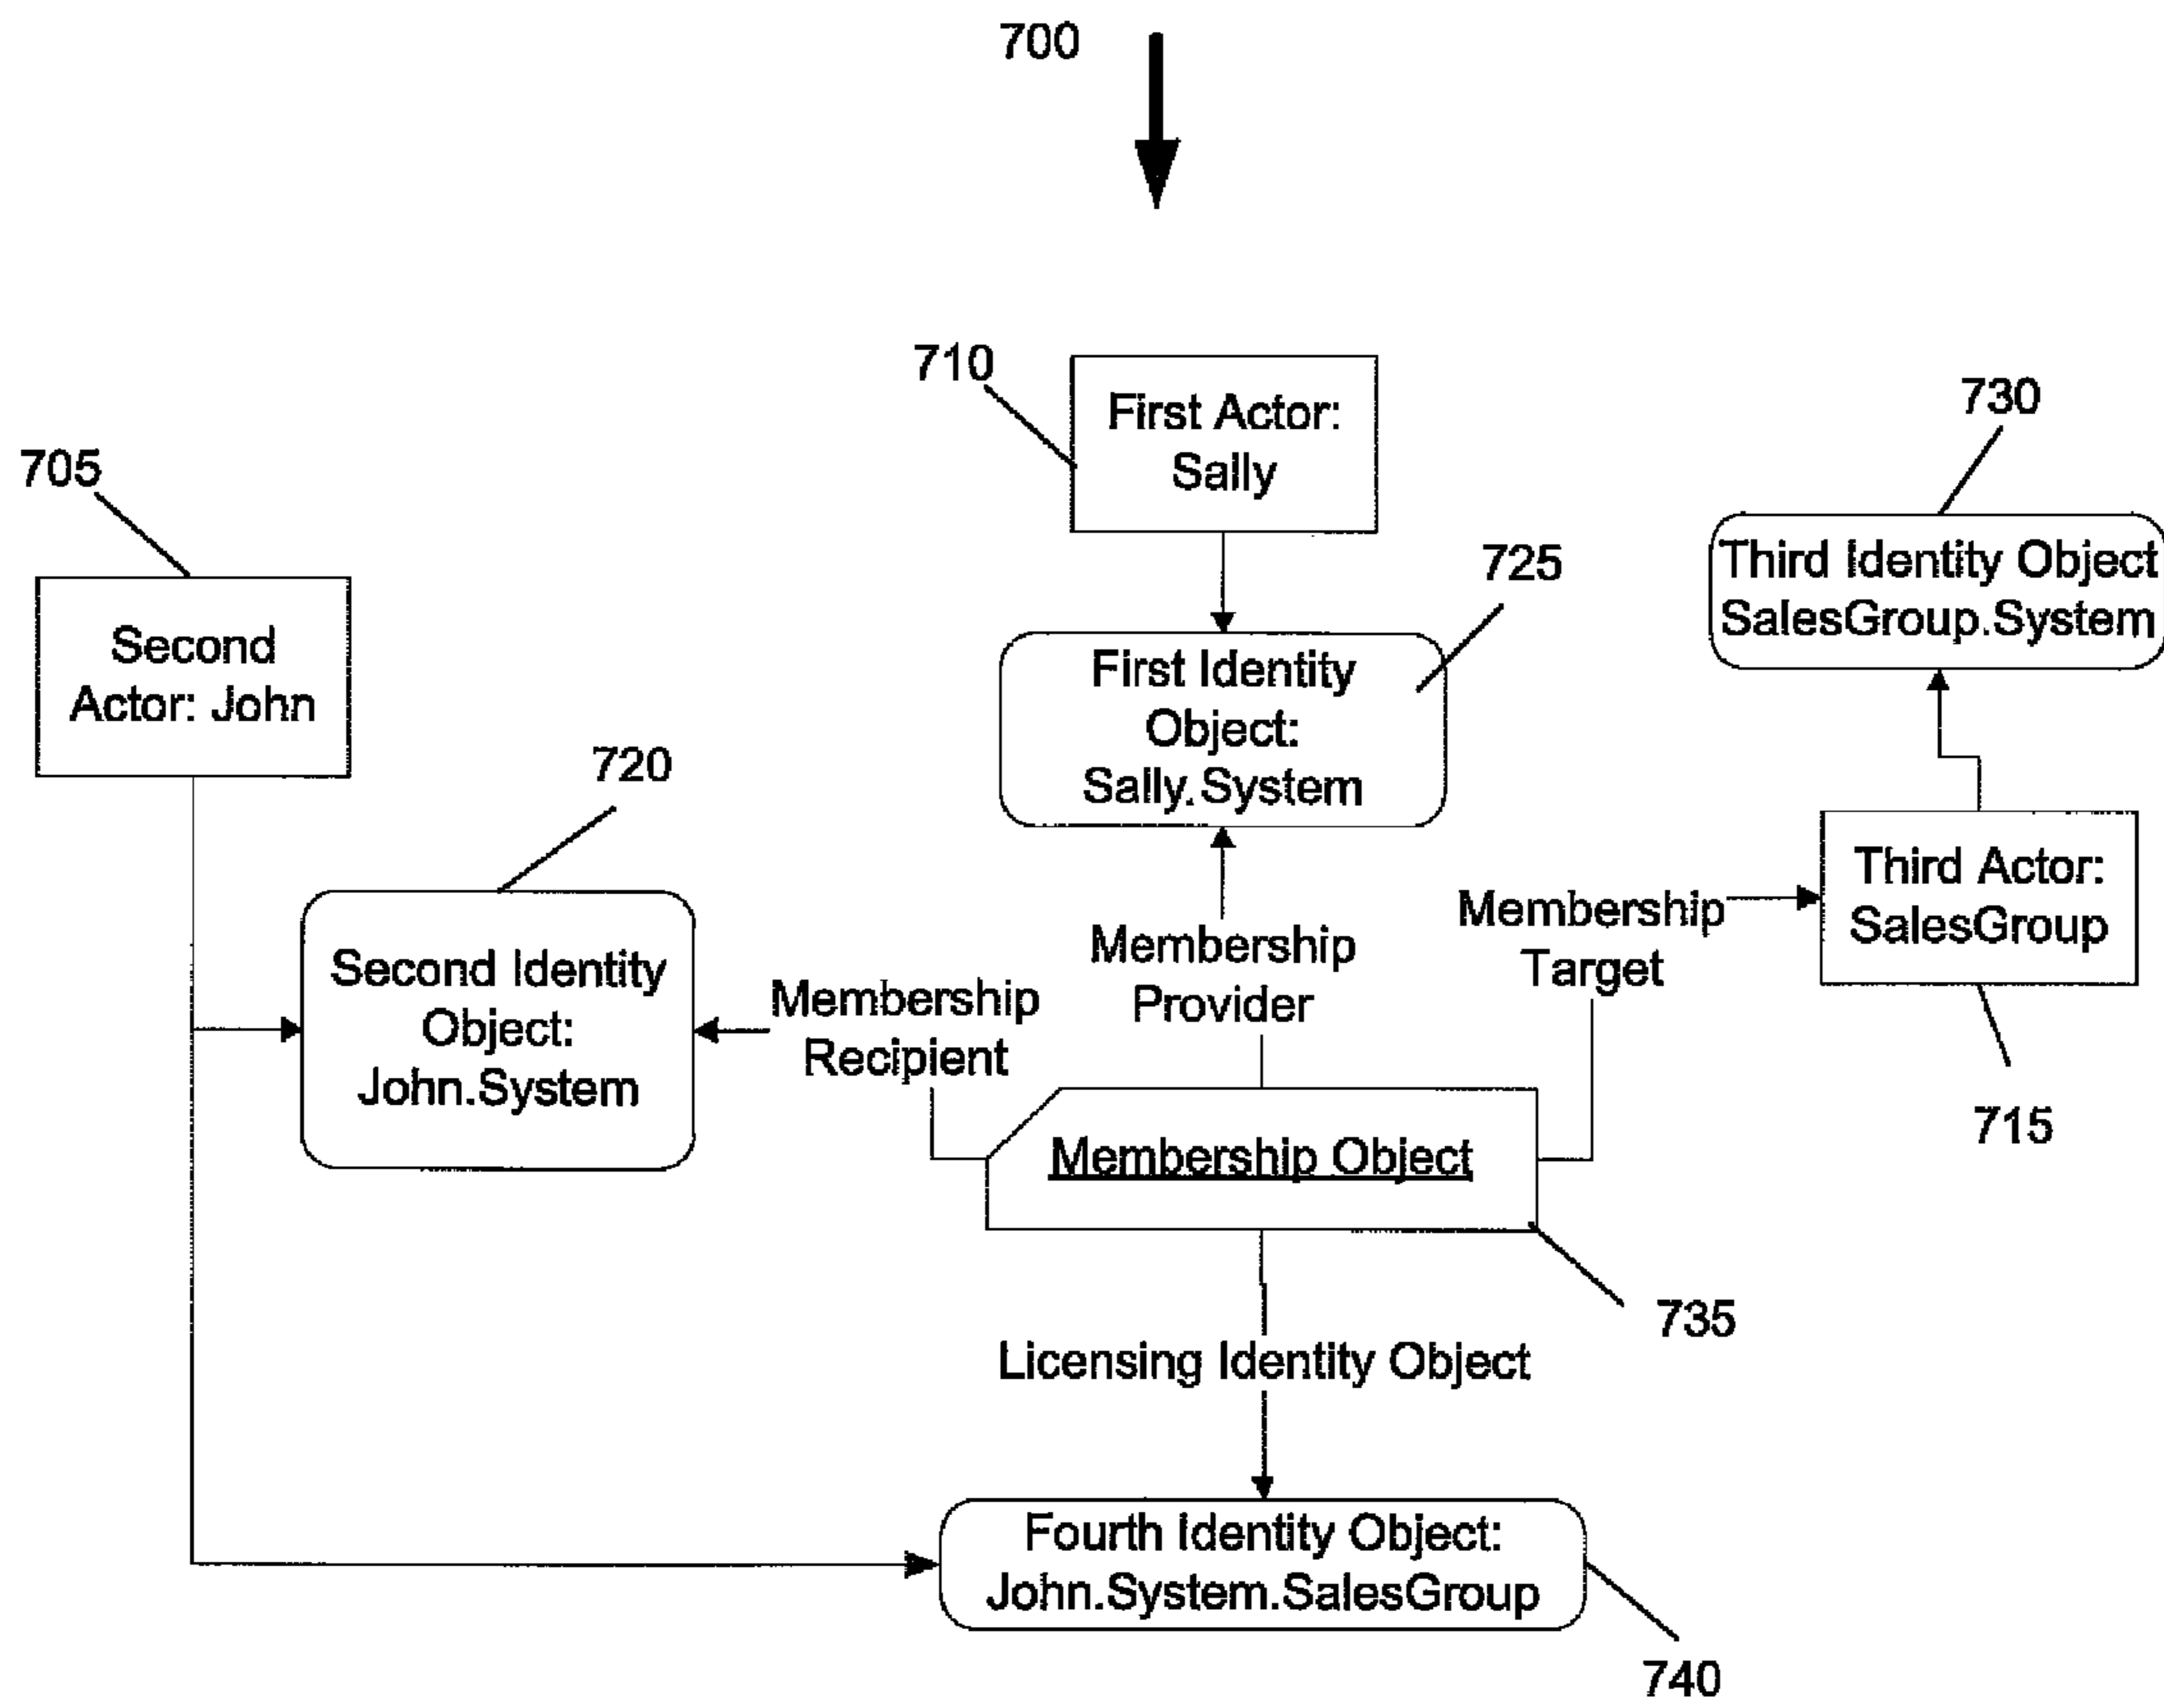 700
710
First Actor:
Sally
730
705
Third Identity Object
SalesGroup.System
725
Second
Actor: John
First Identity
Object:
Sally.System
720
Third Actor:
SalesGroup
Membership
Target
Membership
Provider
Second Identity
Object:
John.System
Membership
Recipient
715
Membership Object
735
Licensing Identity Object
Fourth Identity Object:
John.System.SalesGroup
740